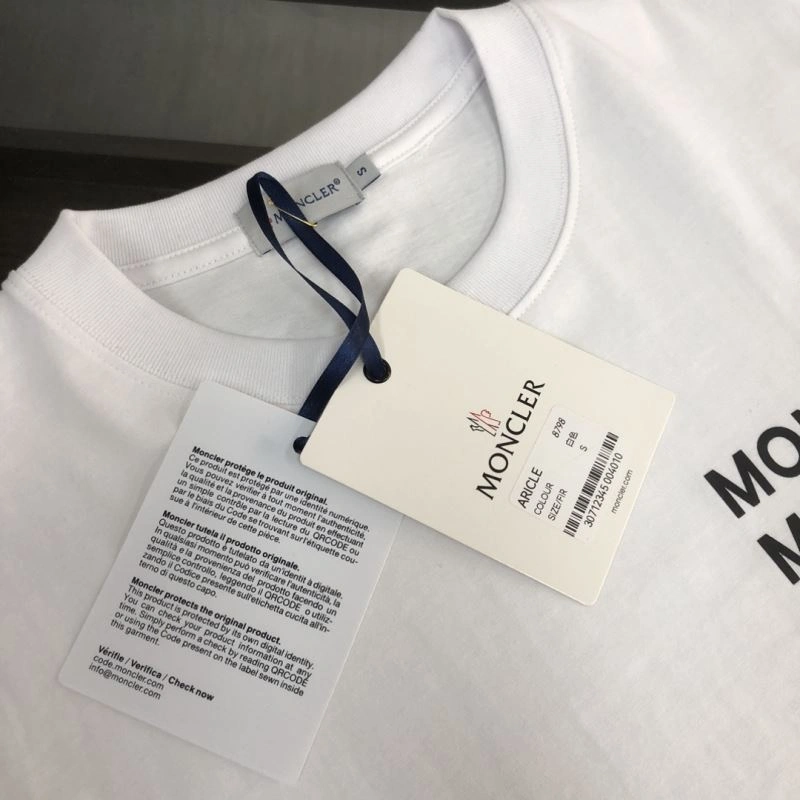 MONCLER®
S
MONCLER
ARICLE 8798
COLOUR 白色
SIZE/FIR S
30712345 004010
moncler.com
Moncler protége le produit original.
Ce produit est protégé par une identité numérique.
Vous pouvez vérifier à tout moment l'authenticité,
la qualité et la provenance du produit en effectuant
un simple contrôle par la lecture du QRCODE ou
par le biais du Code se trouvant sur l'étiquette cou-
sue à l'intérieur de cette pièce.
Moncler tutela il prodotto originale.
Questo prodotto è tutelato da un'identit à digitale.
In qualsiasi momento può verificare l'autenticità, la
qualità e la provenienza del prodotto facendo un
semplice controllo, leggendo il QRCODE o utiliz-
zando il Codice presente sull'etichetta cucita all'in-
terno di questo capo.
Moncler protects the original product.
This product is protected by its own digital identity.
You can check your product information at any
time. Simply perform a check by reading QRCODE
or using the Code present on the label sewn inside
this garment.
Vérifie / Verifica / Check now
code.moncler.com
info@moncler.com
MO
M